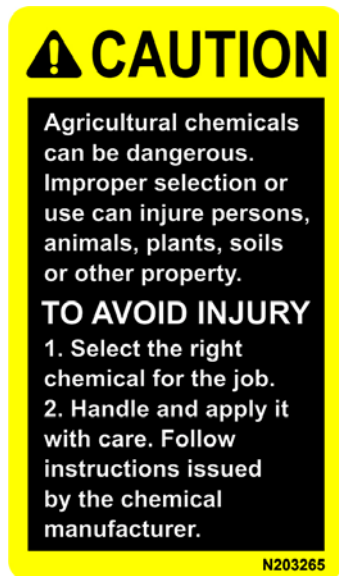 CAUTION
Agricultural chemicals
can be dangerous.
Improper selection or
use can injure persons,
animals, plants, soils
or other property.
TO AVOID INJURY
1. Select the right
chemical for the job.
2. Handle and apply it
with care. Follow
instructions issued
by the chemical
manufacturer.
N203265